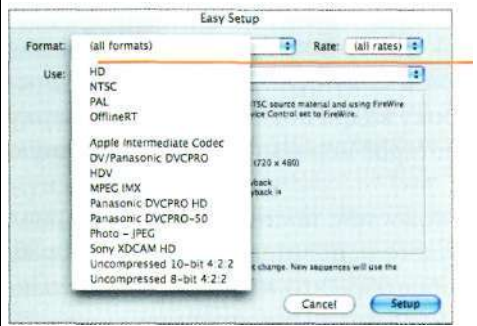 Easy Setup
Format: (all formats) Rate: (all rates)
Use: HD
NTSC
PAL
OfflineRT
Apple Intermediate Codec
DV/Panasonic DVCPRO
HDV
MPEG IMX
Panasonic DVCPRO HD
Panasonic DVCPRO-50
Photo - JPEG
Sony XDCAM HD
Uncompressed 10-bit 4:2:2
Uncompressed 8-bit 4:2:2
TSC source material and using FireWire
vice Control set to FireWire.
(720 x 480)
yback
yback is
t change. New sequences will use the
Cancel Setup